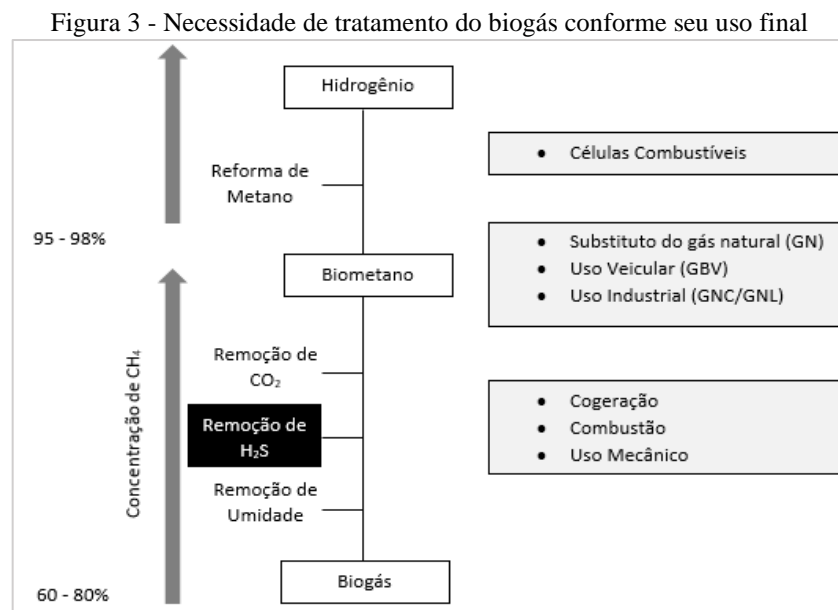 Figura 3 - Necessidade de tratamento do biogás conforme seu uso final
Hidrogênio
Reforma de
Metano
• Células Combustíveis
95 - 98%
Biometano
• Substituto do gás natural (GN)
• Uso Veicular (GBV)
• Uso Industrial (GNC/GNL)
Concentração de CH₄
Remoção de
CO₂
Remoção de
H₂S
Remoção de
Umidade
• Cogeração
• Combustão
• Uso Mecânico
Biogás
60 - 80%